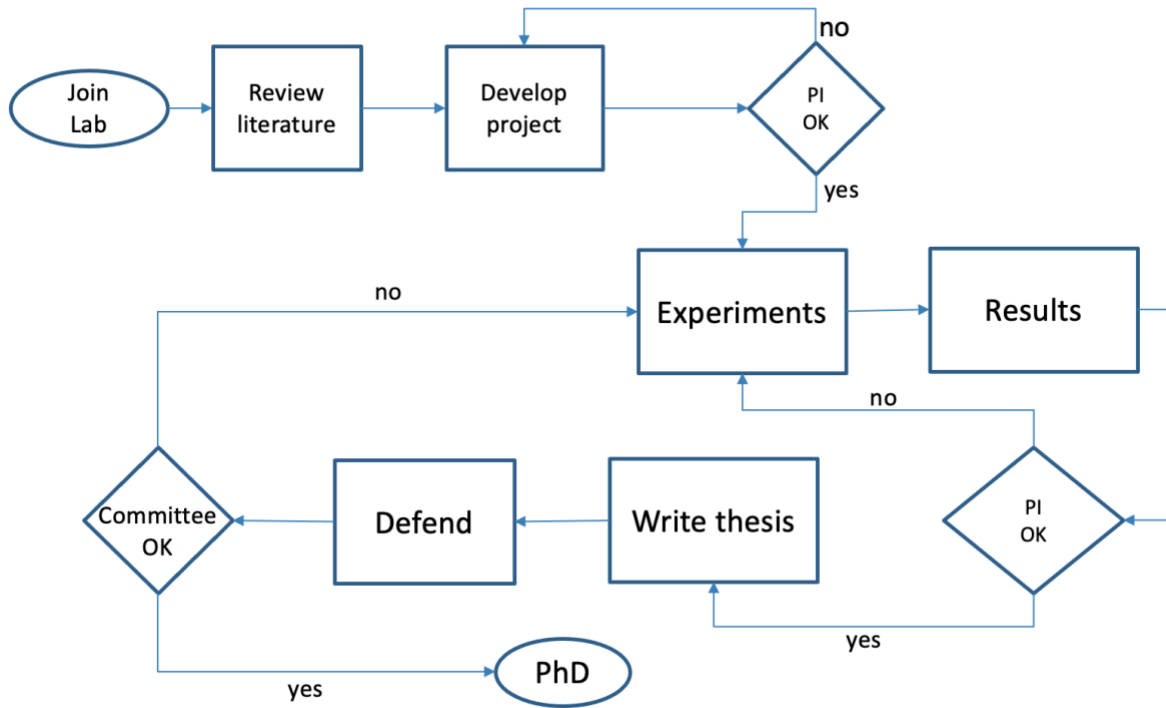 no
Join
Lab
Review
literature
Develop
project
PI
OK
yes
no
Experiments
Results
no
Committee
OK
Defend
Write thesis
PI
OK
yes
PhD
yes